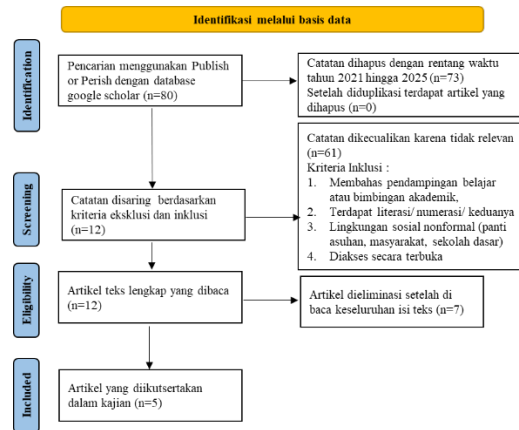 Identifikasi melalui basis data
Identification
Pencarian menggunakan Publish
or Perish dengan database
google scholar (n=80)
Catatan dihapus dengan rentang waktu
tahun 2021 hingga 2025 (n=73)
Setelah diduplikasi terdapat artikel yang
dihapus (n=0)
Screening
Catatan disaring berdasarkan
kriteria eksklusi dan inklusi
(n=12)
Catatan dikecualikan karena tidak relevan
(n=61)
Kriteria Inklusi :
1. Membahas pendampingan belajar
atau bimbingan akademik,
2. Terdapat literasi/ numerasi/ keduanya
3. Lingkungan sosial nonformal (panti
asuhan, masyarakat, sekolah dasar)
4. Diakses secara terbuka
Eligibility
Artikel teks lengkap yang dibaca
(n=12)
Artikel dieliminasi setelah di
baca keseluruhan isi teks (n=7)
Included
Artikel yang diikutsertakan
dalam kajian (n=5)